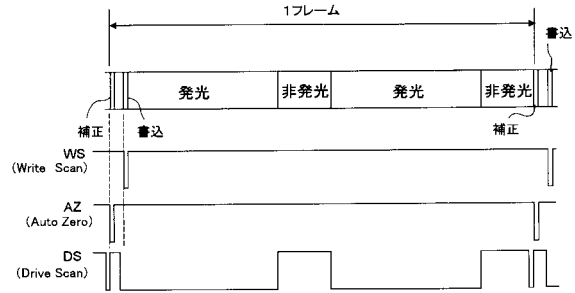 1フレーム
書込
発光
非発光
発光
非発光
補正
書込
補正
WS
(Write Scan)
AZ
(Auto Zero)
DS
(Drive Scan)